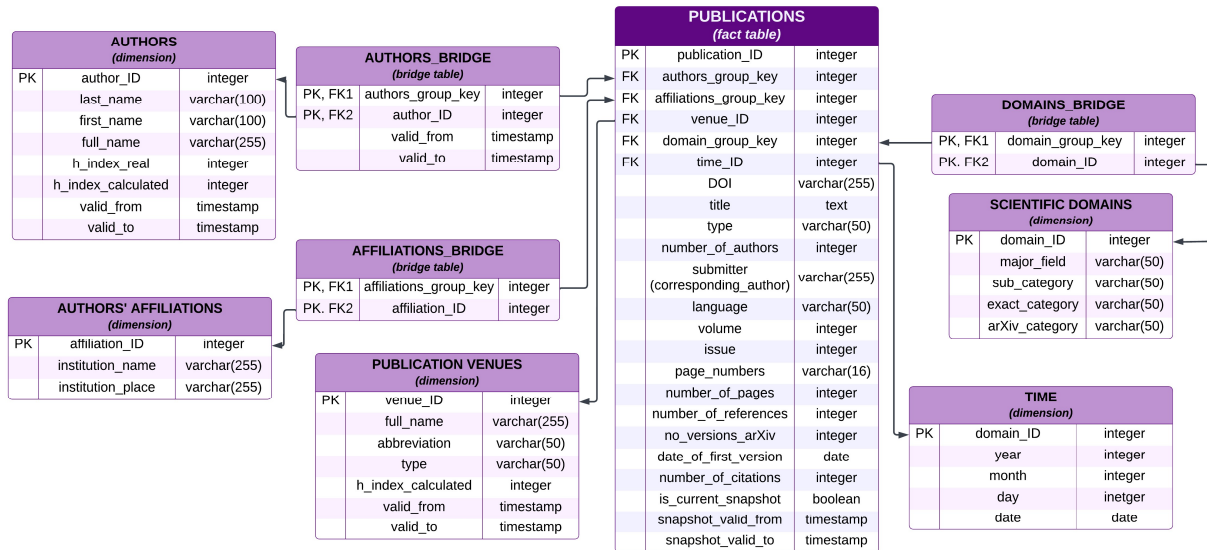 AUTHORS
(dimension)
PK author_ID integer
last_name varchar(100)
first_name varchar(100)
full_name varchar(255)
h_index_real integer
h_index_calculated integer
valid_from timestamp
valid_to timestamp
AUTHORS_BRIDGE
(bridge table)
PK, FK1 authors_group_key integer
PK, FK2 author_ID integer
valid_from timestamp
valid_to timestamp
AFFILIATIONS_BRIDGE
(bridge table)
PK, FK1 affiliations_group_key integer
PK. FK2 affiliation_ID integer
AUTHORS' AFFILIATIONS
(dimension)
PK affiliation_ID integer
institution_name varchar(255)
institution_place varchar(255)
PUBLICATION VENUES
(dimension)
PK venue_ID integer
full_name varchar(255)
abbreviation varchar(50)
type varchar(50)
h_index_calculated integer
valid_from timestamp
valid_to timestamp
PUBLICATIONS
(fact table)
PK publication_ID integer
FK authors_group_key integer
FK affiliations_group_key integer
FK venue_ID integer
FK domain_group_key integer
FK time_ID integer
DOI varchar(255)
title text
type varchar(50)
number_of_authors integer
submitter
(corresponding_author) varchar(255)
language varchar(50)
volume integer
issue integer
page_numbers varchar(16)
number_of_pages integer
number_of_references integer
no_versions_arXiv integer
date_of_first_version date
number_of_citations integer
is_current_snapshot boolean
snapshot_valid_from timestamp
snapshot_valid_to timestamp
DOMAINS_BRIDGE
(bridge table)
PK, FK1 domain_group_key integer
PK. FK2 domain_ID integer
SCIENTIFIC DOMAINS
(dimension)
PK domain_ID integer
major_field varchar(50)
sub_category varchar(50)
exact_category varchar(50)
arXiv_category varchar(50)
TIME
(dimension)
PK domain_ID integer
year integer
month integer
day inetger
date date